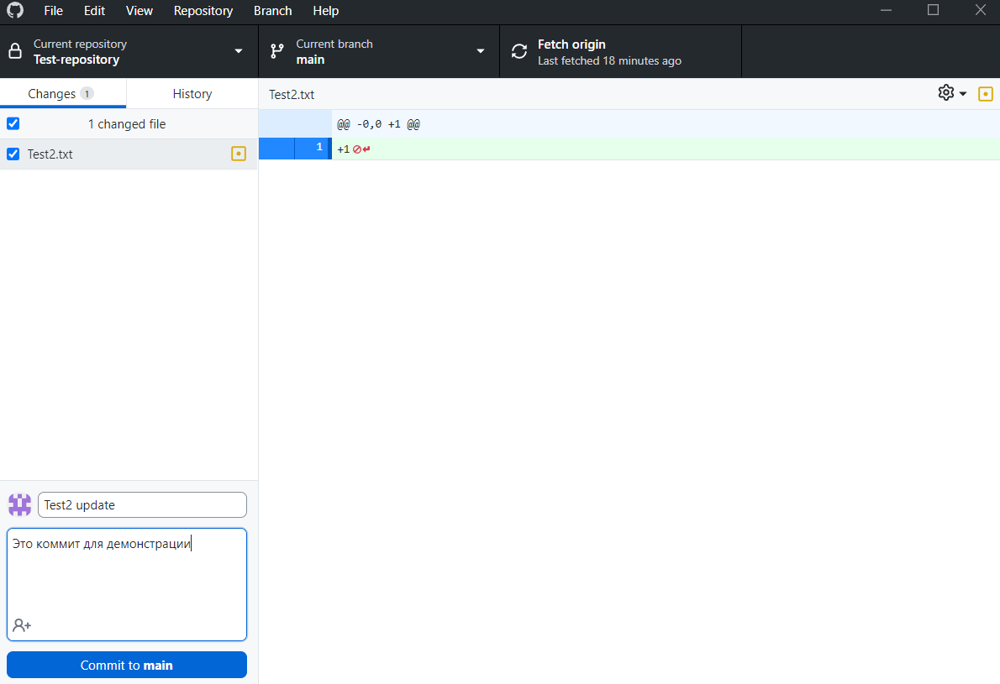 File Edit View Repository Branch Help
Current repository
Test-repository
Current branch
main
Fetch origin
Last fetched 18 minutes ago
Changes 1
History
Test2.txt
1 changed file
@@ -0,0 +1 @@
Test2.txt
1 +1
Test2 update
Это коммит для демонстрации
Commit to main